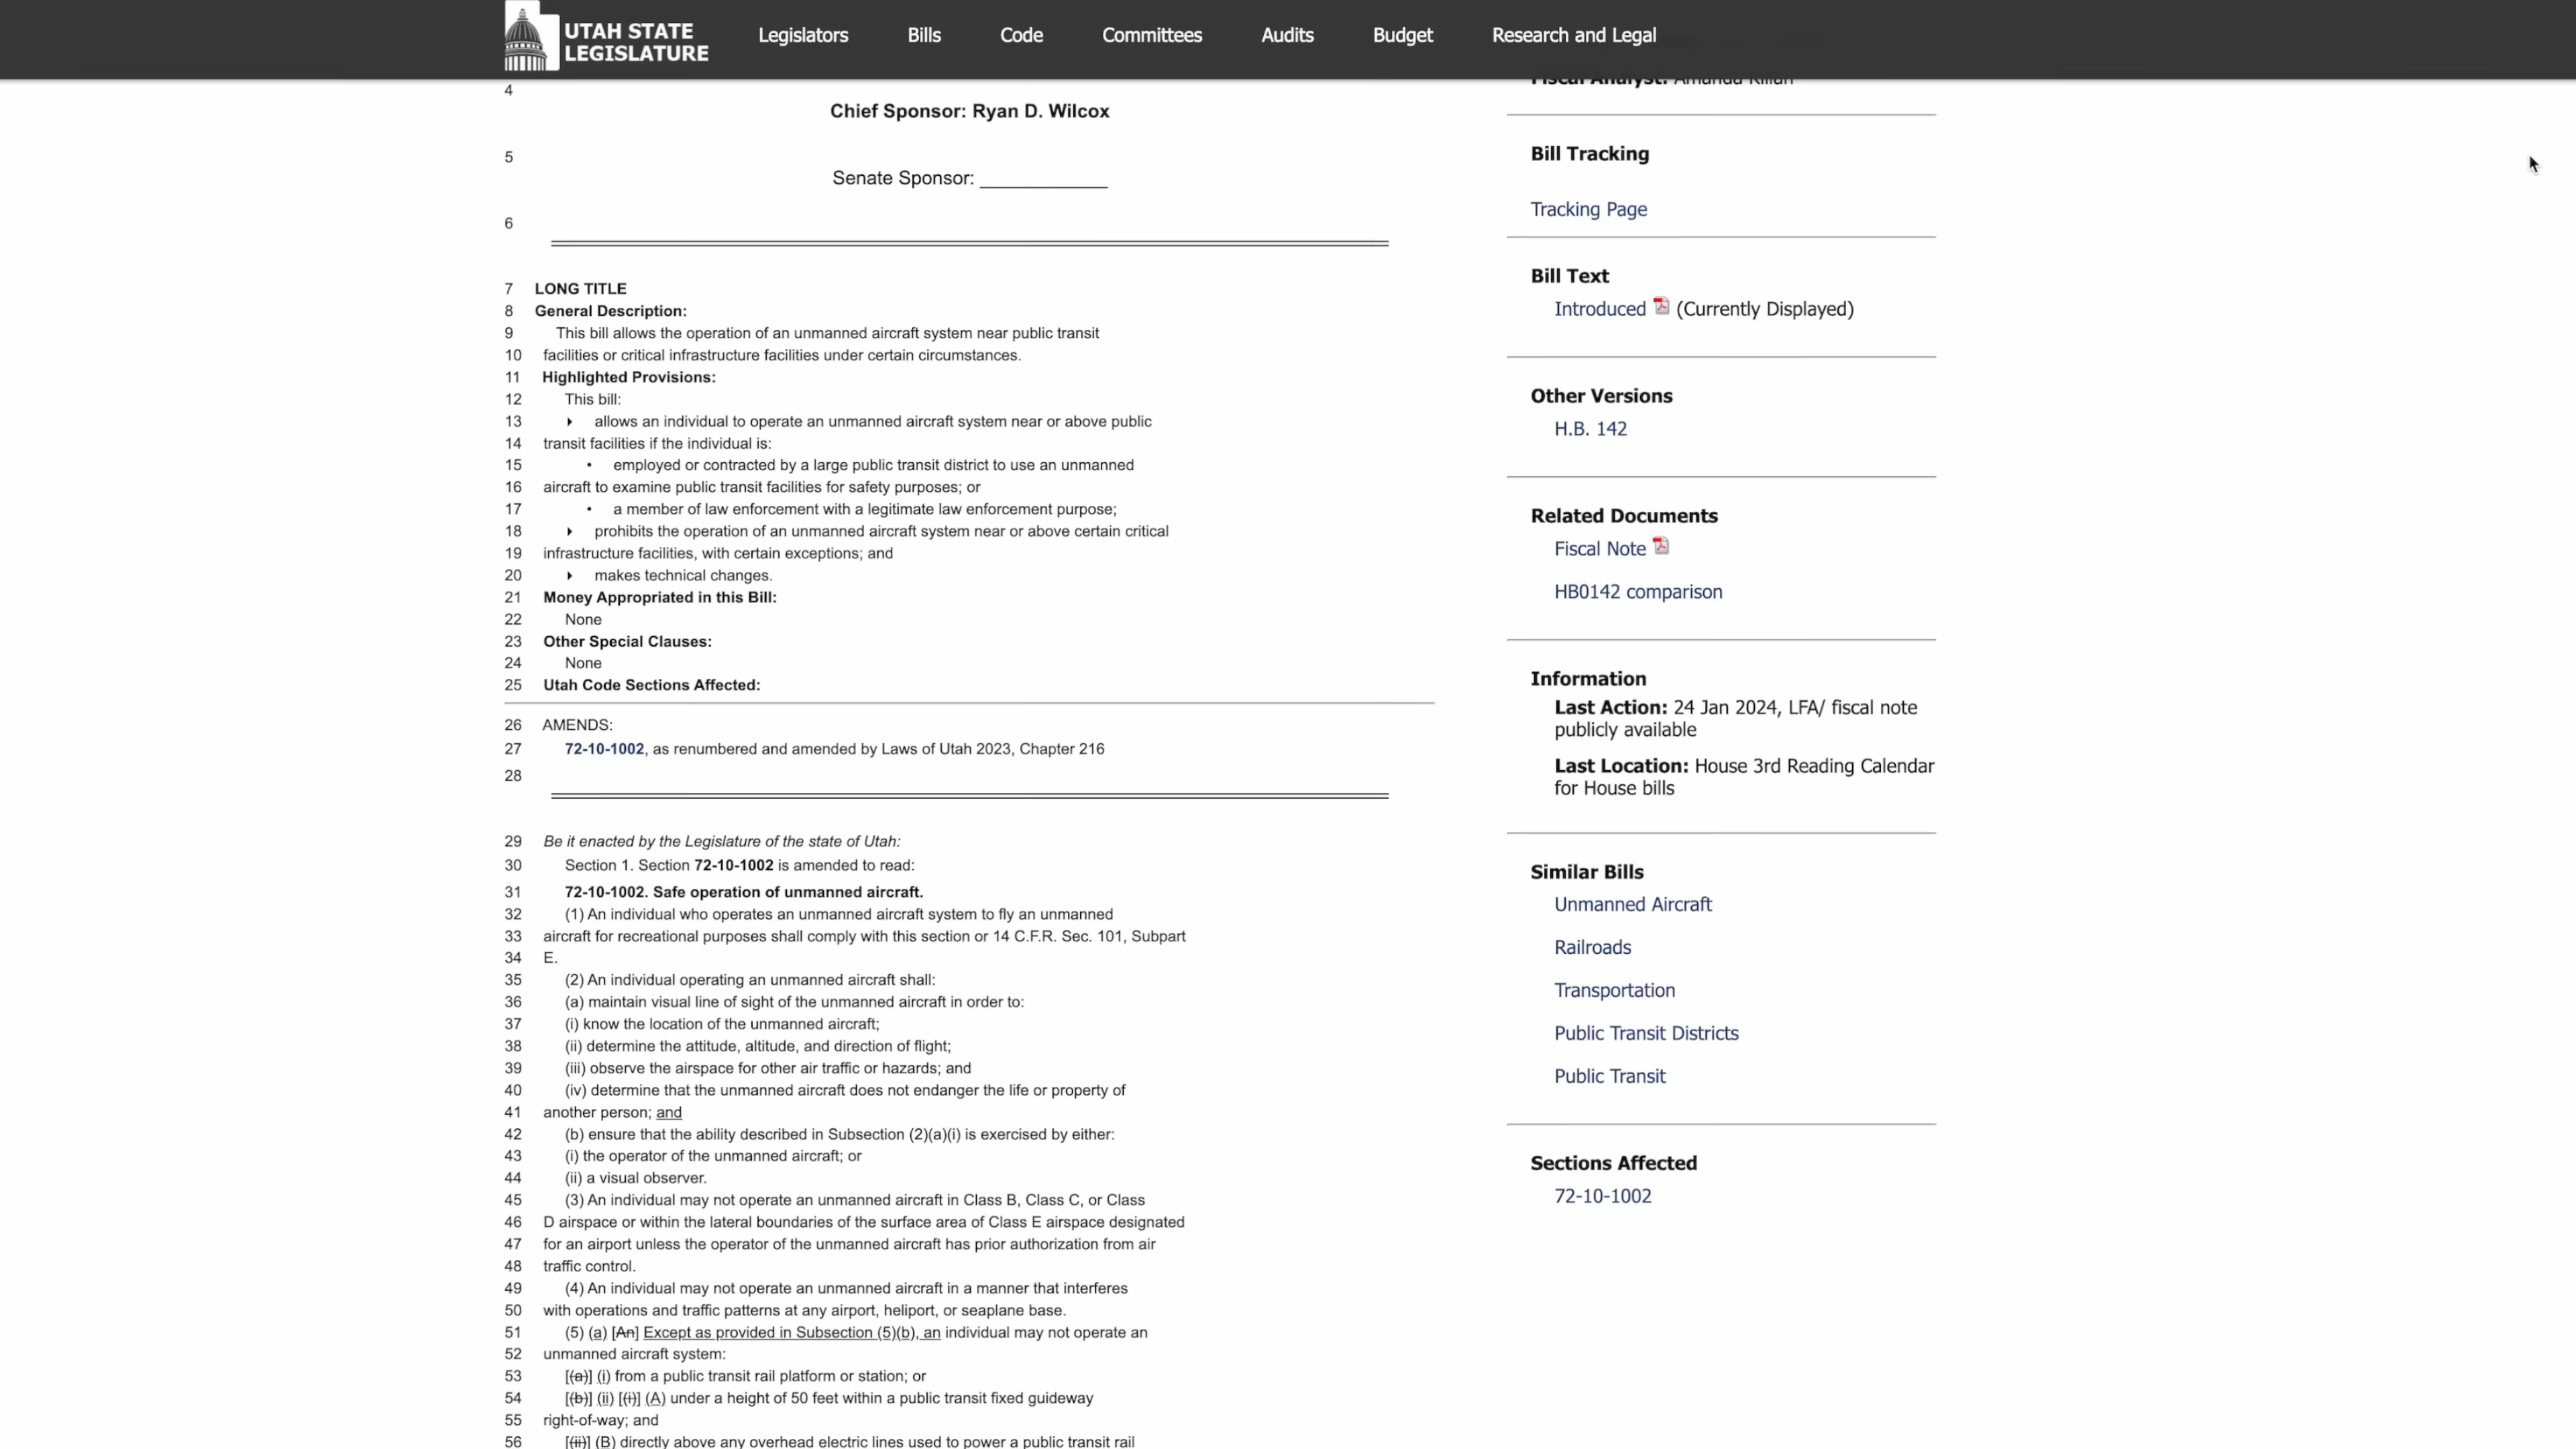 UTAH STATE
LEGISLATURE
Legislators
Bills
Code
Committees
Audits
Budget
Research and Legal
4
Chief Sponsor: Ryan D. Wilcox
5
Senate Sponsor: ____________
6
7 LONG TITLE
8 General Description:
9 This bill allows the operation of an unmanned aircraft system near public transit
10 facilities or critical infrastructure facilities under certain circumstances.
11 Highlighted Provisions:
12 This bill:
13 ▸ allows an individual to operate an unmanned aircraft system near or above public
14 transit facilities if the individual is:
15 • employed or contracted by a large public transit district to use an unmanned
16 aircraft to examine public transit facilities for safety purposes; or
17 • a member of law enforcement with a legitimate law enforcement purpose;
18 ▸ prohibits the operation of an unmanned aircraft system near or above certain critical
19 infrastructure facilities, with certain exceptions; and
20 ▸ makes technical changes.
21 Money Appropriated in this Bill:
22 None
23 Other Special Clauses:
24 None
25 Utah Code Sections Affected:
26 AMENDS:
27 72-10-1002, as renumbered and amended by Laws of Utah 2023, Chapter 216
28
29 Be it enacted by the Legislature of the state of Utah:
30 Section 1. Section 72-10-1002 is amended to read:
31 72-10-1002. Safe operation of unmanned aircraft.
32 (1) An individual who operates an unmanned aircraft system to fly an unmanned
33 aircraft for recreational purposes shall comply with this section or 14 C.F.R. Sec. 101, Subpart
34 E.
35 (2) An individual operating an unmanned aircraft shall:
36 (a) maintain visual line of sight of the unmanned aircraft in order to:
37 (i) know the location of the unmanned aircraft;
38 (ii) determine the attitude, altitude, and direction of flight;
39 (iii) observe the airspace for other air traffic or hazards; and
40 (iv) determine that the unmanned aircraft does not endanger the life or property of
41 another person; and
42 (b) ensure that the ability described in Subsection (2)(a)(i) is exercised by either:
43 (i) the operator of the unmanned aircraft; or
44 (ii) a visual observer.
45 (3) An individual may not operate an unmanned aircraft in Class B, Class C, or Class
46 D airspace or within the lateral boundaries of the surface area of Class E airspace designated
47 for an airport unless the operator of the unmanned aircraft has prior authorization from air
48 traffic control.
49 (4) An individual may not operate an unmanned aircraft in a manner that interferes
50 with operations and traffic patterns at any airport, heliport, or seaplane base.
51 (5) (a) [An] Except as provided in Subsection (5)(b), an individual may not operate an
52 unmanned aircraft system:
53 [(a)] (i) from a public transit rail platform or station; or
54 [(b)] (ii) [(i)] (A) under a height of 50 feet within a public transit fixed guideway
55 right-of-way; and
56 [(ii)] (B) directly above any overhead electric lines used to power a public transit rail
Fiscal Analyst: Amanda Kilian
Bill Tracking
Tracking Page
Bill Text
Introduced (Currently Displayed)
Other Versions
H.B. 142
Related Documents
Fiscal Note
HB0142 comparison
Information
Last Action: 24 Jan 2024, LFA/ fiscal note
publicly available
Last Location: House 3rd Reading Calendar
for House bills
Similar Bills
Unmanned Aircraft
Railroads
Transportation
Public Transit Districts
Public Transit
Sections Affected
72-10-1002